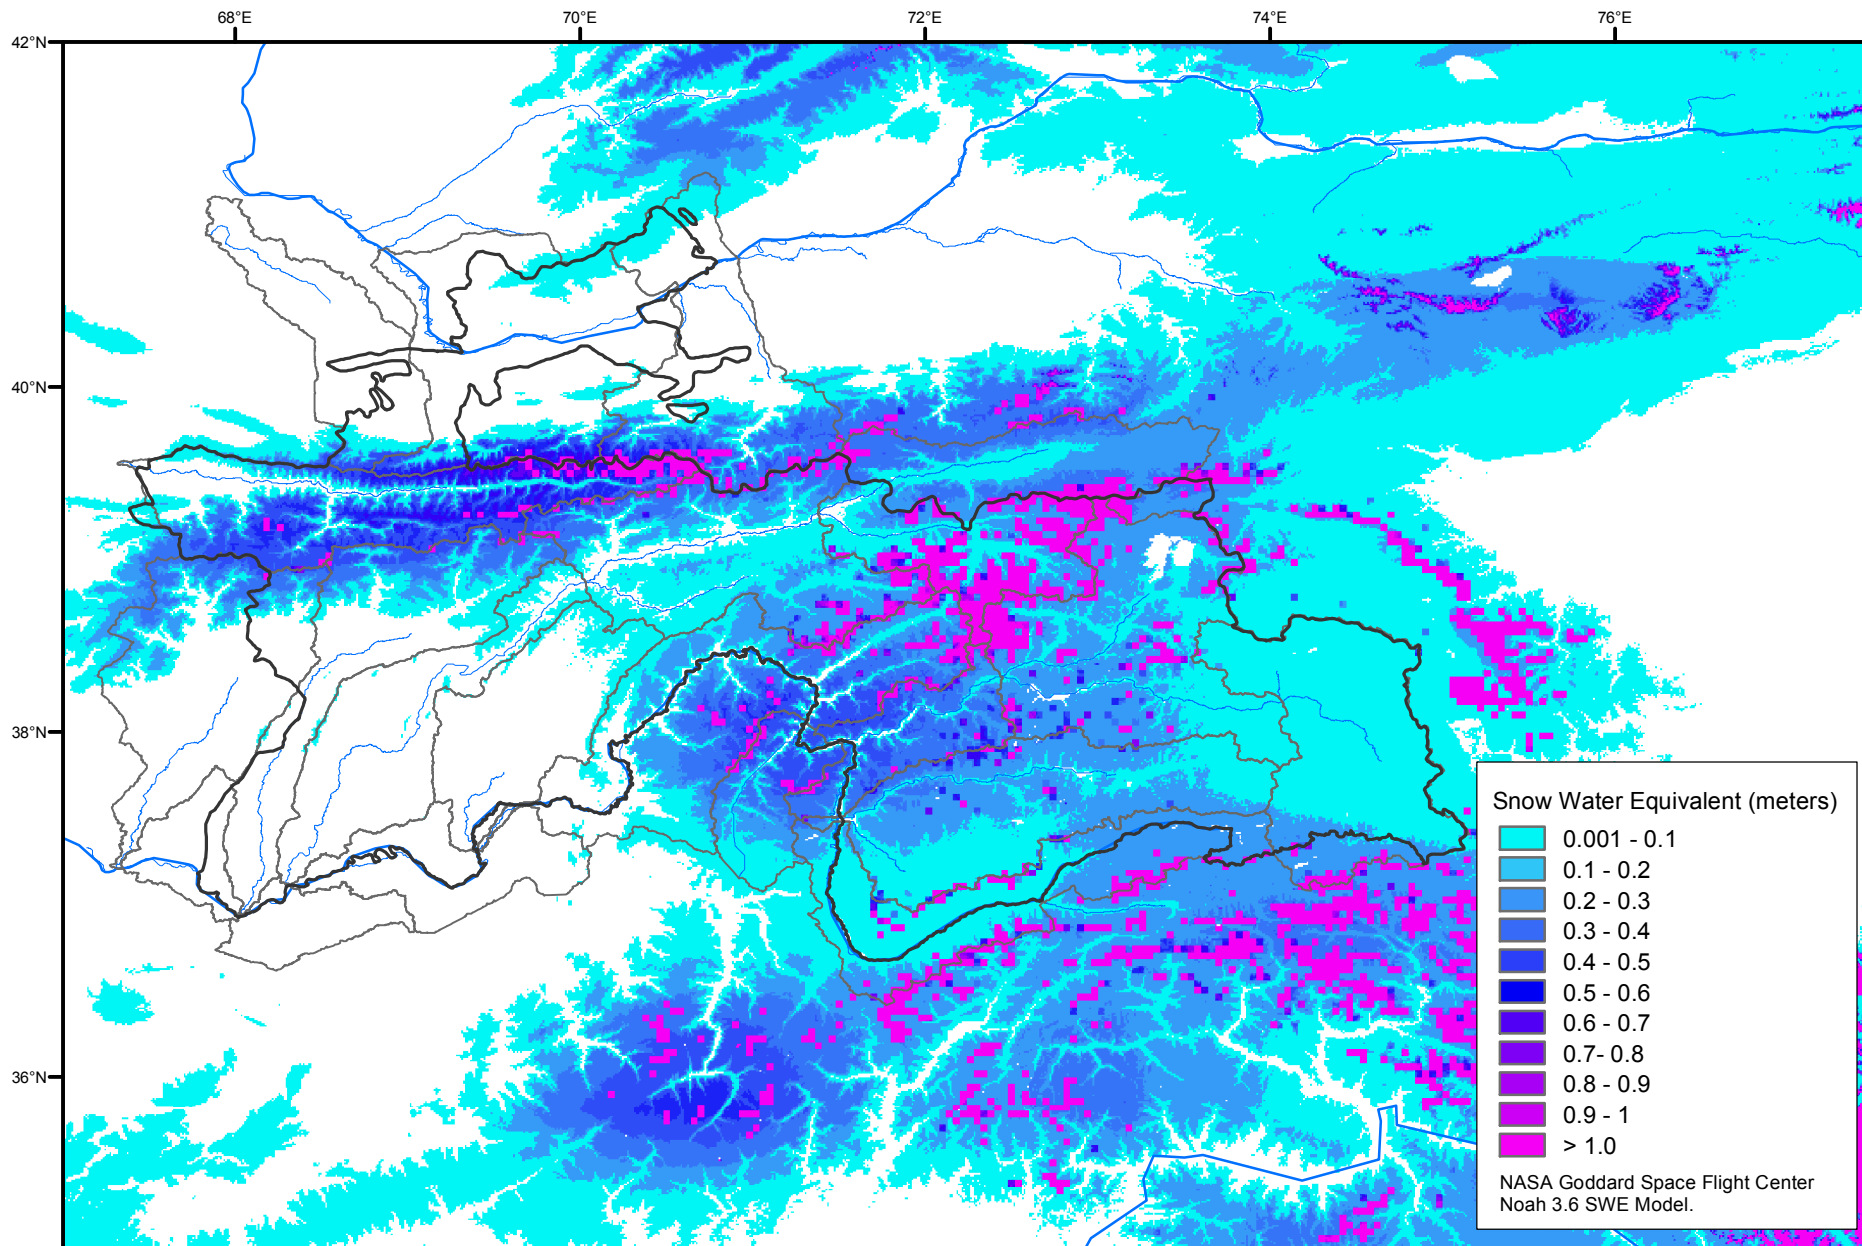 68°E 70°E 72°E 74°E 76°E
42°N
40°N
38°N
36°N
Snow Water Equivalent (meters)
0.001 - 0.1
0.1 - 0.2
0.2 - 0.3
0.3 - 0.4
0.4 - 0.5
0.5 - 0.6
0.6 - 0.7
0.7- 0.8
0.8 - 0.9
0.9 - 1
> 1.0
NASA Goddard Space Flight Center
Noah 3.6 SWE Model.